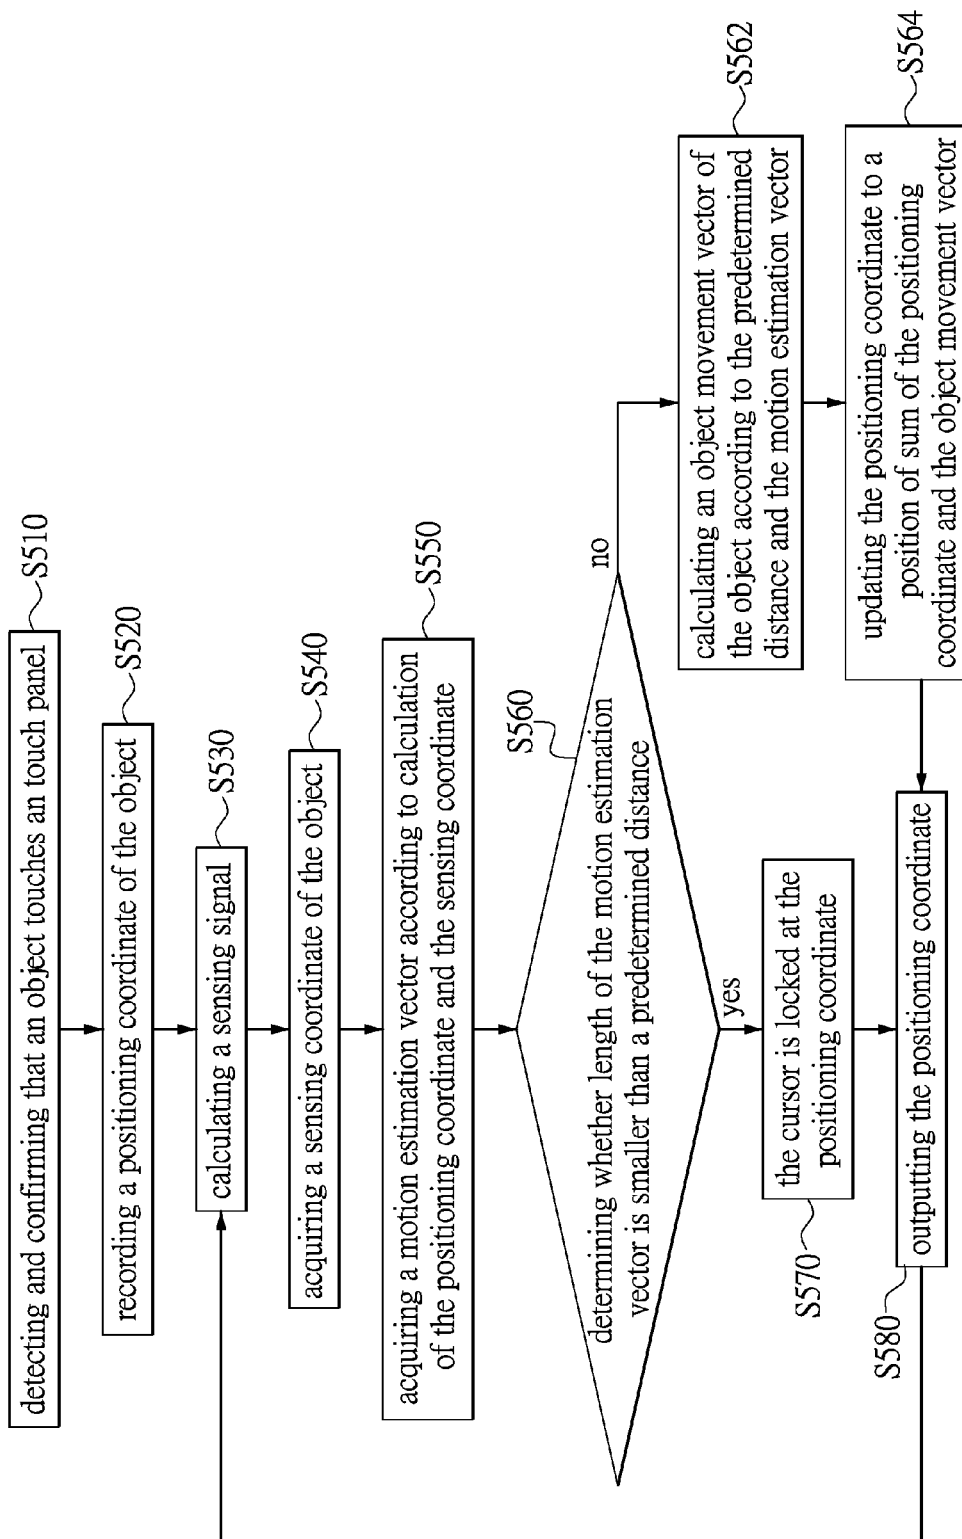 detecting and confirming that an object touches an touch panel
S510
recording a positioning coordinate of the object
S520
calculating a sensing signal
S530
acquiring a sensing coordinate of the object
S540
acquiring a motion estimation vector according to calculation
of the positioning coordinate and the sensing coordinate
S550
S560
determining whether length of the motion estimation
vector is smaller than a predetermined distance
no
yes
calculating an object movement vector of
the object according to the predetermined
distance and the motion estimation vector
S562
the cursor is locked at the
positioning coordinate
S570
updating the positioning coordinate to a
position of sum of the positioning
coordinate and the object movement vector
S564
outputting the positioning coordinate
S580